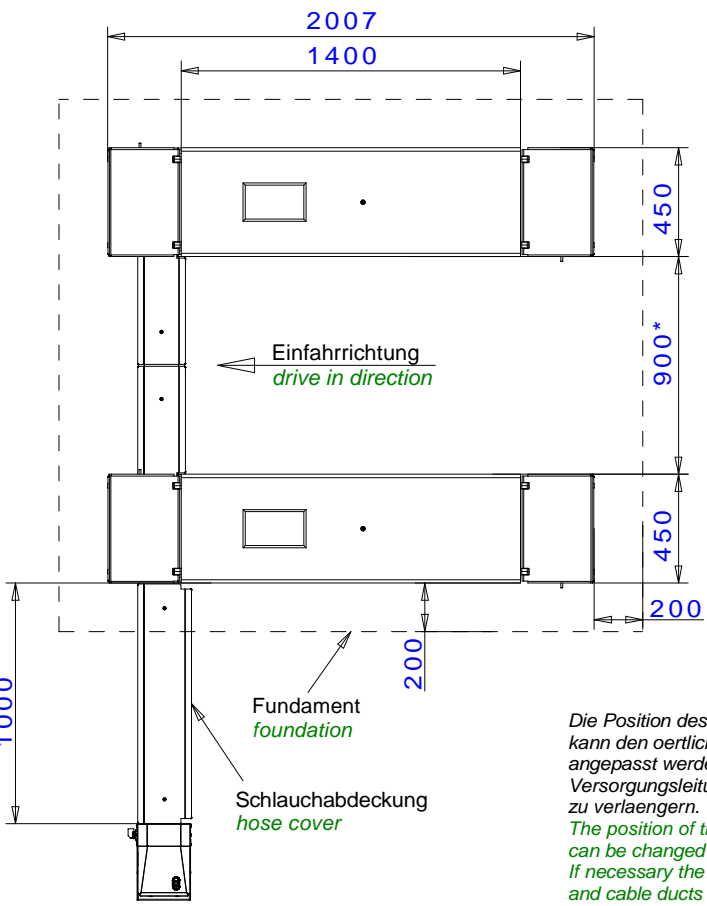 2007
1400
450
900*
Einfahrrichtung
drive in direction
450
200
200
1000
Fundament
foundation
Schlauchabdeckung
hose cover
Die Position des
kann den oertlich
angepasst werde
Versorgungsleitu
zu verlaengern.
The position of th
can be changed
If necessary the
and cable ducts